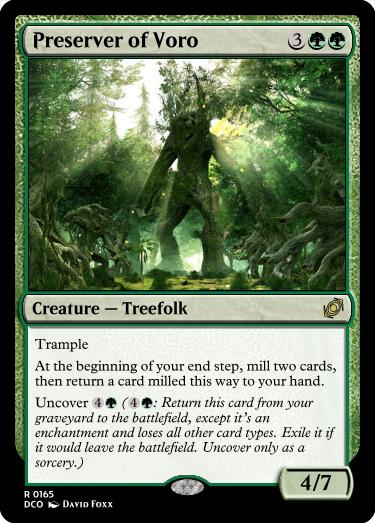 Preserver of Voro 3
Creature — Treefolk
Trample
At the beginning of your end step, mill two cards,
then return a card milled this way to your hand.
Uncover 4 ( 4 : Return this card from your
graveyard to the battlefield, except it's an
enchantment and loses all other card types. Exile it if
it would leave the battlefield. Uncover only as a
sorcery.)
4/7
R 0165
DCO DAVID FOXX